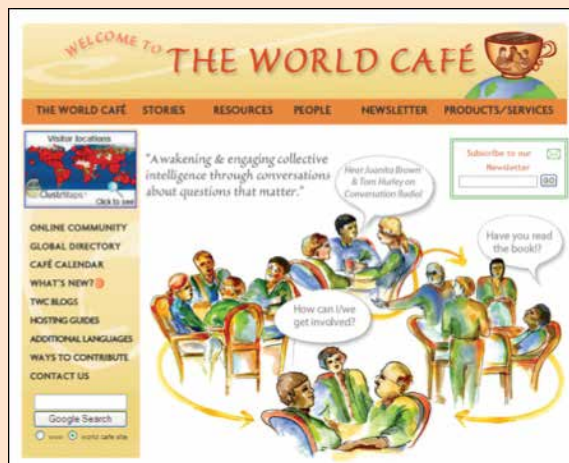 WELCOME TO
THE WORLD CAFÉ
THE WORLD CAFÉ STORIES RESOURCES PEOPLE NEWSLETTER PRODUCTS/SERVICES
Visitor locations
ClustrMaps
Click to see
"Awakening & engaging collective
intelligence through conversations
about questions that matter."
Hear Juanita Brown
& Tom Hurley on
Conversation Radio!
Subscribe to our
Newsletter
GO
Have you read
the book!?
How can i/we
get involved?
ONLINE COMMUNITY
GLOBAL DIRECTORY
CAFÉ CALENDAR
WHAT'S NEW?
TWC BLOGS
HOSTING GUIDES
ADDITIONAL LANGUAGES
WAYS TO CONTRIBUTE
CONTACT US
Google Search
www world cafe site